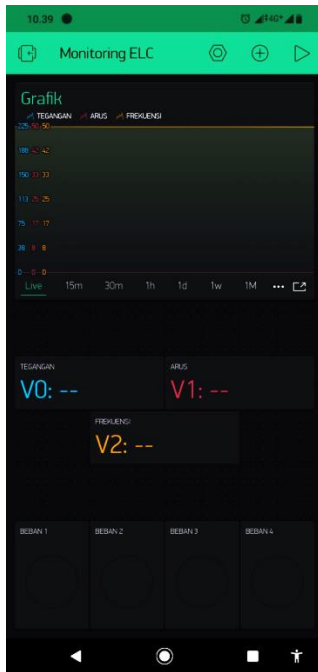 10.39
4G+
Monitoring ELC
Grafik
TEGANGAN ARUS FREKUENSI
225 50 50
188 42 42
150 33 33
113 25 25
75 17 17
38 8 8
0 0 0
Live 15m 30m 1h 1d 1w 1M
TEGANGAN ARUS
V0: -- V1: --
FREKUENSI
V2: --
BEBAN 1 BEBAN 2 BEBAN 3 BEBAN 4